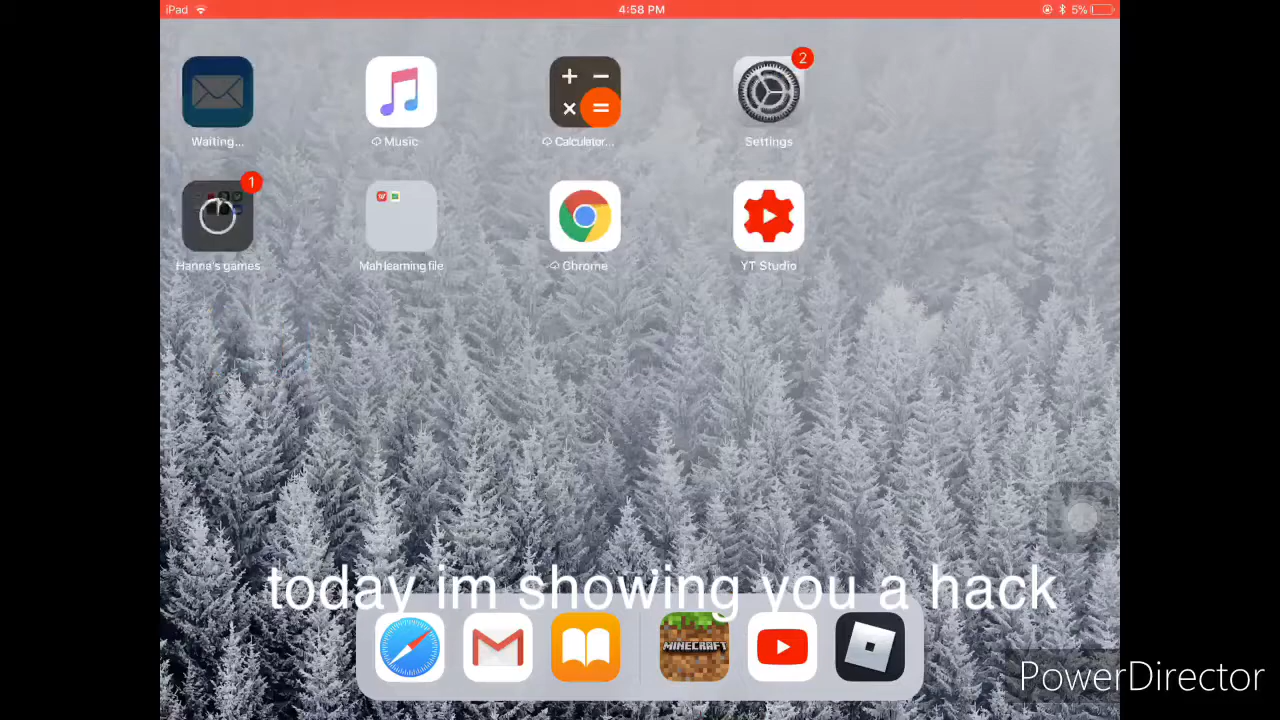 iPad 4:58 PM 5%
2
Waiting... Music Calculator... Settings
1
Hanna's games Mah learning file Chrome YT Studio
today im showing you a hack
MINECRAFT
PowerDirector